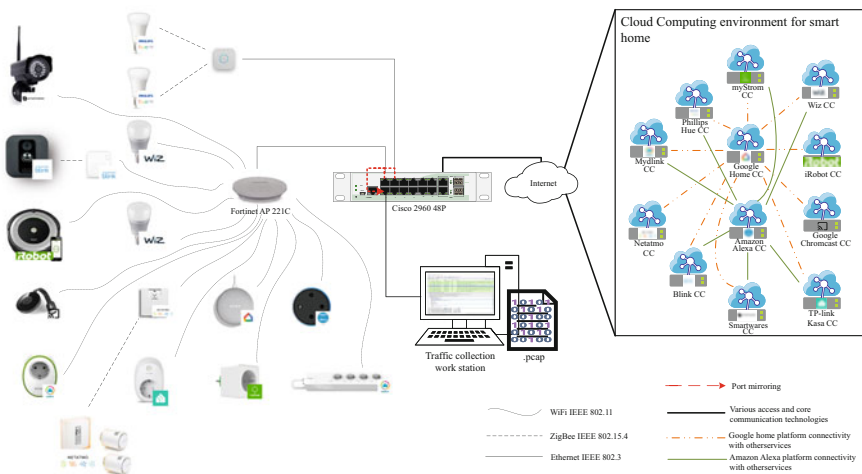 Cloud Computing environment for smart
home
PHILIPS
PHILIPS
WiZ
WiZ
iRobot
Fortinet AP 221C
Cisco 2960 48P
Internet
myStrom
CC
Wiz CC
Phillips
Hue CC
Mydlink
CC
Google
Home CC
iRobot
iRobot CC
Netatmo
CC
Amazon
Alexa CC
Google
Chromcast CC
Blink CC
Smartwares
CC
TP-link
Kasa CC
Traffic collection
work station
.pcap
NETATMO
WiFi IEEE 802.11
ZigBee IEEE 802.15.4
Ethernet IEEE 802.3
Port mirroring
Various access and core
communication technologies
Google home platform connectivity
with otherservices
Amazon Alexa platform connectivity
with otherservices